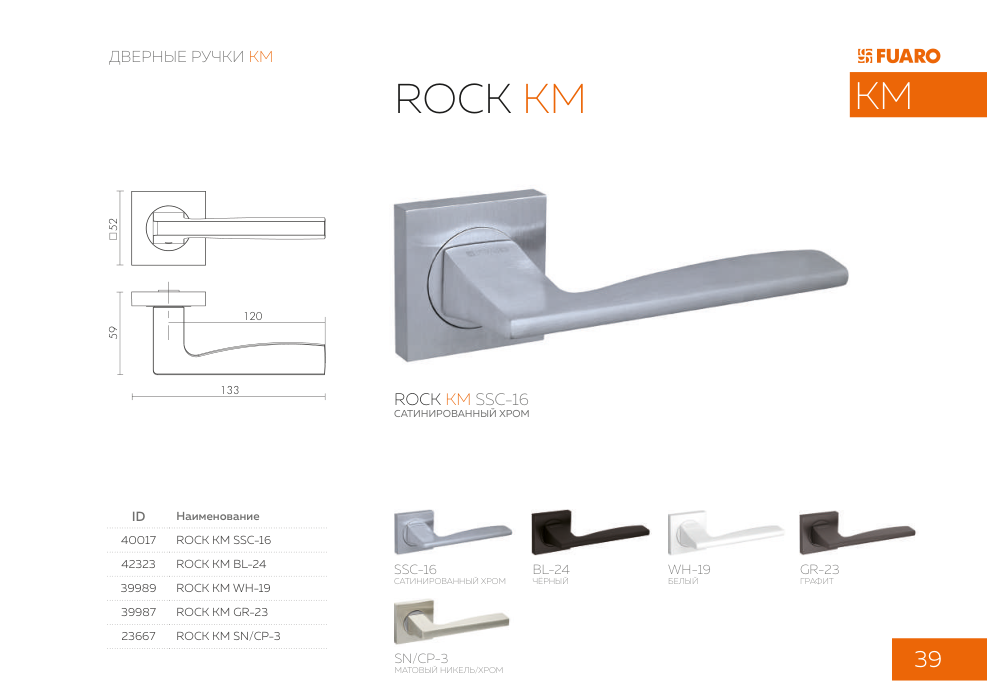 ДВЕРНЫЕ РУЧКИ КМ
FUARO
KM
ROCK KM
□52
59
120
133
FUARO
ROCK KM SSC-16
САТИНИРОВАННЫЙ ХРОМ
ID Наименование
40017 ROCK KM SSC-16
42323 ROCK KM BL-24
39989 ROCK KM WH-19
39987 ROCK KM GR-23
23667 ROCK KM SN/CP-3
SSC-16
САТИНИРОВАННЫЙ ХРОМ
BL-24
ЧЕРНЫЙ
WH-19
БЕЛЫЙ
GR-23
ГРАФИТ
SN/CP-3
МАТОВЫЙ НИКЕЛЬ/ХРОМ
39